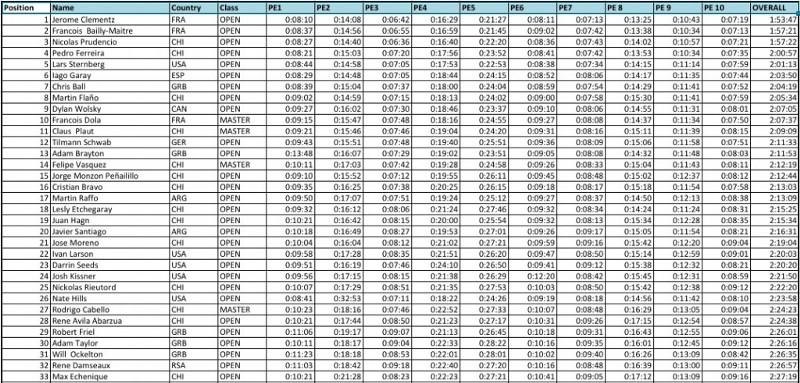 Position Name Country Class PE1 PE2 PE3 PE4 PE5 PE6 PE7 PE 8 PE 9 PE 10 OVERALL
1 Jerome Clementz FRA OPEN 0:08:10 0:14:08 0:06:42 0:16:29 0:21:27 0:08:11 0:07:13 0:13:25 0:10:43 0:07:19 1:53:47
2 Francois Bailly-Maitre FRA OPEN 0:08:37 0:14:56 0:06:55 0:16:59 0:21:45 0:09:02 0:07:42 0:13:38 0:10:34 0:07:13 1:57:21
3 Nicolas Prudencio CHI OPEN 0:08:27 0:14:40 0:06:36 0:16:40 0:22:20 0:08:36 0:07:43 0:14:02 0:10:57 0:07:21 1:57:22
4 Pedro Ferreira CHI OPEN 0:08:21 0:15:03 0:07:20 0:17:56 0:23:52 0:08:41 0:07:42 0:13:53 0:10:34 0:07:35 2:00:57
5 Lars Sternberg USA OPEN 0:08:44 0:14:58 0:07:05 0:17:53 0:22:53 0:08:38 0:07:34 0:14:15 0:11:14 0:07:59 2:01:13
6 Iago Garay ESP OPEN 0:08:29 0:14:48 0:07:05 0:18:44 0:24:15 0:08:52 0:08:06 0:14:17 0:11:35 0:07:44 2:03:50
7 Chris Ball GRB OPEN 0:08:39 0:15:04 0:07:37 0:18:00 0:24:04 0:08:59 0:07:54 0:14:29 0:11:41 0:07:52 2:04:19
8 Martin Flaño CHI OPEN 0:09:02 0:14:59 0:07:15 0:18:13 0:24:02 0:09:00 0:07:58 0:15:30 0:11:41 0:07:59 2:05:34
9 Dylan Wolsky CAN OPEN 0:09:27 0:16:02 0:07:30 0:18:46 0:23:37 0:09:10 0:08:06 0:14:55 0:11:31 0:08:01 2:07:05
10 Francois Dola FRA MASTER 0:09:15 0:15:47 0:07:48 0:18:16 0:24:55 0:09:27 0:08:08 0:14:37 0:11:34 0:07:50 2:07:37
11 Claus Plaut CHI MASTER 0:09:21 0:15:46 0:07:46 0:19:04 0:24:20 0:09:31 0:08:16 0:15:11 0:11:39 0:08:15 2:09:09
12 Tilmann Schwab GER OPEN 0:09:43 0:15:51 0:07:48 0:19:40 0:25:51 0:09:36 0:08:09 0:15:06 0:11:58 0:07:51 2:11:33
13 Adam Brayton GRB OPEN 0:13:48 0:16:07 0:07:29 0:19:02 0:23:51 0:09:05 0:08:08 0:14:32 0:11:48 0:08:03 2:11:53
14 Felipe Vasquez CHI MASTER 0:10:11 0:17:03 0:07:42 0:19:28 0:24:58 0:09:26 0:08:33 0:15:04 0:11:43 0:08:11 2:12:19
15 Jorge Monzon Peñailillo CHI OPEN 0:09:10 0:15:52 0:07:12 0:19:55 0:26:11 0:09:45 0:08:48 0:15:02 0:12:37 0:08:12 2:12:44
16 Cristian Bravo CHI OPEN 0:09:35 0:16:25 0:07:38 0:20:25 0:26:15 0:09:18 0:08:17 0:15:18 0:11:54 0:07:58 2:13:03
17 Martin Raffo ARG OPEN 0:09:50 0:17:07 0:07:51 0:19:24 0:25:12 0:09:27 0:08:37 0:14:50 0:12:13 0:08:38 2:13:09
18 Lesly Etchegaray CHI OPEN 0:09:32 0:16:12 0:08:06 0:21:24 0:27:46 0:09:32 0:08:34 0:14:24 0:11:24 0:08:31 2:15:25
19 Juan Hagn CHI OPEN 0:10:21 0:16:42 0:08:15 0:20:00 0:25:54 0:09:32 0:08:13 0:15:34 0:12:28 0:08:35 2:15:34
20 Javier Santiago ARG OPEN 0:10:18 0:16:49 0:08:27 0:19:53 0:27:01 0:09:26 0:09:17 0:15:05 0:11:54 0:08:21 2:16:31
21 Jose Moreno CHI OPEN 0:10:04 0:16:04 0:08:12 0:21:02 0:27:21 0:09:59 0:09:16 0:15:42 0:12:20 0:09:04 2:19:04
22 Ivan Larson USA OPEN 0:09:58 0:17:28 0:08:35 0:21:51 0:26:20 0:09:47 0:08:50 0:15:14 0:12:59 0:09:01 2:20:03
23 Darrin Seeds USA OPEN 0:09:51 0:16:19 0:07:46 0:24:10 0:26:50 0:09:41 0:09:12 0:15:38 0:12:32 0:08:21 2:20:20
24 Josh Kissner USA OPEN 0:09:56 0:17:15 0:08:15 0:21:38 0:26:29 0:12:20 0:08:42 0:15:45 0:12:31 0:08:59 2:21:50
25 Nickolas Rieutord CHI OPEN 0:10:07 0:17:29 0:08:51 0:21:35 0:27:53 0:10:03 0:08:50 0:15:42 0:12:38 0:09:12 2:22:20
26 Nate Hills USA OPEN 0:08:41 0:32:53 0:07:11 0:18:22 0:24:26 0:09:19 0:08:18 0:14:56 0:11:42 0:08:10 2:23:58
27 Rodrigo Cabello CHI MASTER 0:10:23 0:18:16 0:07:46 0:22:52 0:27:33 0:10:07 0:08:58 0:16:29 0:13:05 0:09:04 2:24:23
28 Rene Avila Abarzua CHI OPEN 0:10:21 0:17:44 0:08:50 0:21:23 0:27:17 0:10:31 0:09:26 0:17:15 0:12:54 0:08:57 2:24:38
29 Robert Friel GRB OPEN 0:11:06 0:19:17 0:09:07 0:21:13 0:26:45 0:10:18 0:09:31 0:16:43 0:12:55 0:09:06 2:26:01
30 Adam Taylor GRB OPEN 0:10:11 0:18:17 0:09:04 0:22:33 0:28:22 0:10:16 0:09:35 0:16:01 0:12:45 0:09:12 2:26:16
31 Will Ockelton GRB OPEN 0:11:23 0:18:18 0:08:53 0:22:01 0:28:01 0:10:02 0:09:40 0:16:26 0:13:09 0:08:42 2:26:35
32 Rene Damseaux RSA OPEN 0:11:03 0:18:42 0:09:18 0:22:40 0:27:20 0:10:16 0:08:48 0:16:39 0:13:00 0:09:11 2:26:57
33 Max Echenique CHI OPEN 0:10:21 0:21:28 0:08:23 0:22:23 0:27:21 0:10:41 0:09:05 0:17:12 0:13:09 0:09:16 2:27:19